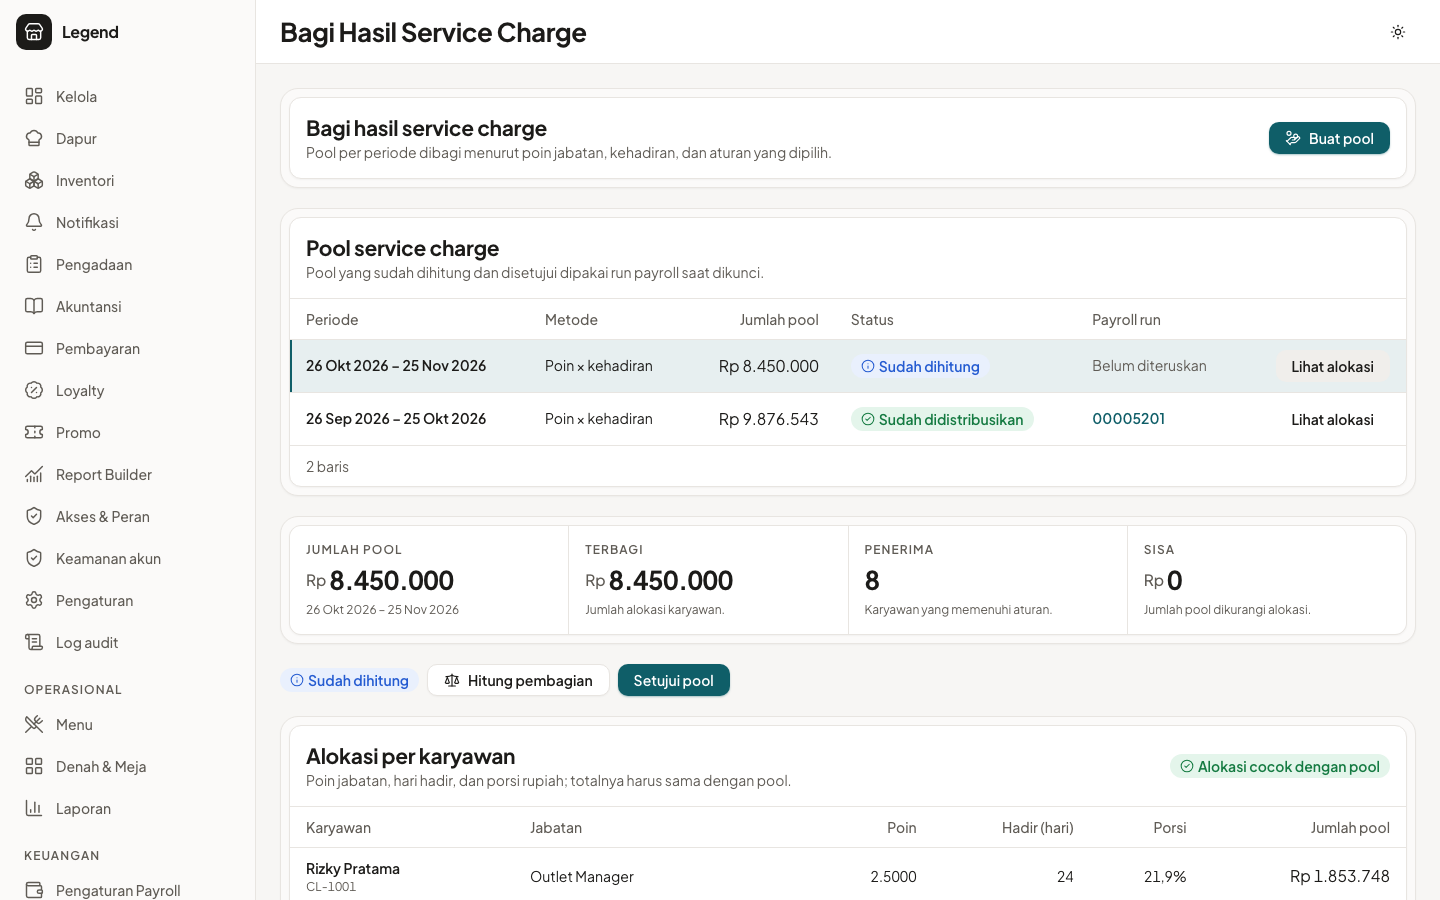 Legend
Bagi Hasil Service Charge
Kelola
Dapur
Inventori
Notifikasi
Pengadaan
Akuntansi
Pembayaran
Loyalty
Promo
Report Builder
Akses & Peran
Keamanan akun
Pengaturan
Log audit
OPERASIONAL
Menu
Denah & Meja
Laporan
KEUANGAN
Pengaturan Payroll
Bagi hasil service charge
Pool per periode dibagi menurut poin jabatan, kehadiran, dan aturan yang dipilih.
Buat pool
Pool service charge
Pool yang sudah dihitung dan disetujui dipakai run payroll saat dikunci.
Periode Metode Jumlah pool Status Payroll run
26 Okt 2026 – 25 Nov 2026 Poin × kehadiran Rp 8.450.000 Sudah dihitung Belum diteruskan Lihat alokasi
26 Sep 2026 – 25 Okt 2026 Poin × kehadiran Rp 9.876.543 Sudah didistribusikan 00005201 Lihat alokasi
2 baris
JUMLAH POOL TERBAGI PENERIMA SISA
Rp 8.450.000 Rp 8.450.000 8 Rp 0
26 Okt 2026 – 25 Nov 2026 Jumlah alokasi karyawan. Karyawan yang memenuhi aturan. Jumlah pool dikurangi alokasi.
Sudah dihitung Hitung pembagian Setujui pool
Alokasi per karyawan
Poin jabatan, hari hadir, dan porsi rupiah; totalnya harus sama dengan pool.
Alokasi cocok dengan pool
Karyawan Jabatan Poin Hadir (hari) Porsi Jumlah pool
Rizky Pratama Outlet Manager 2.5000 24 21,9% Rp 1.853.748
CL-1001